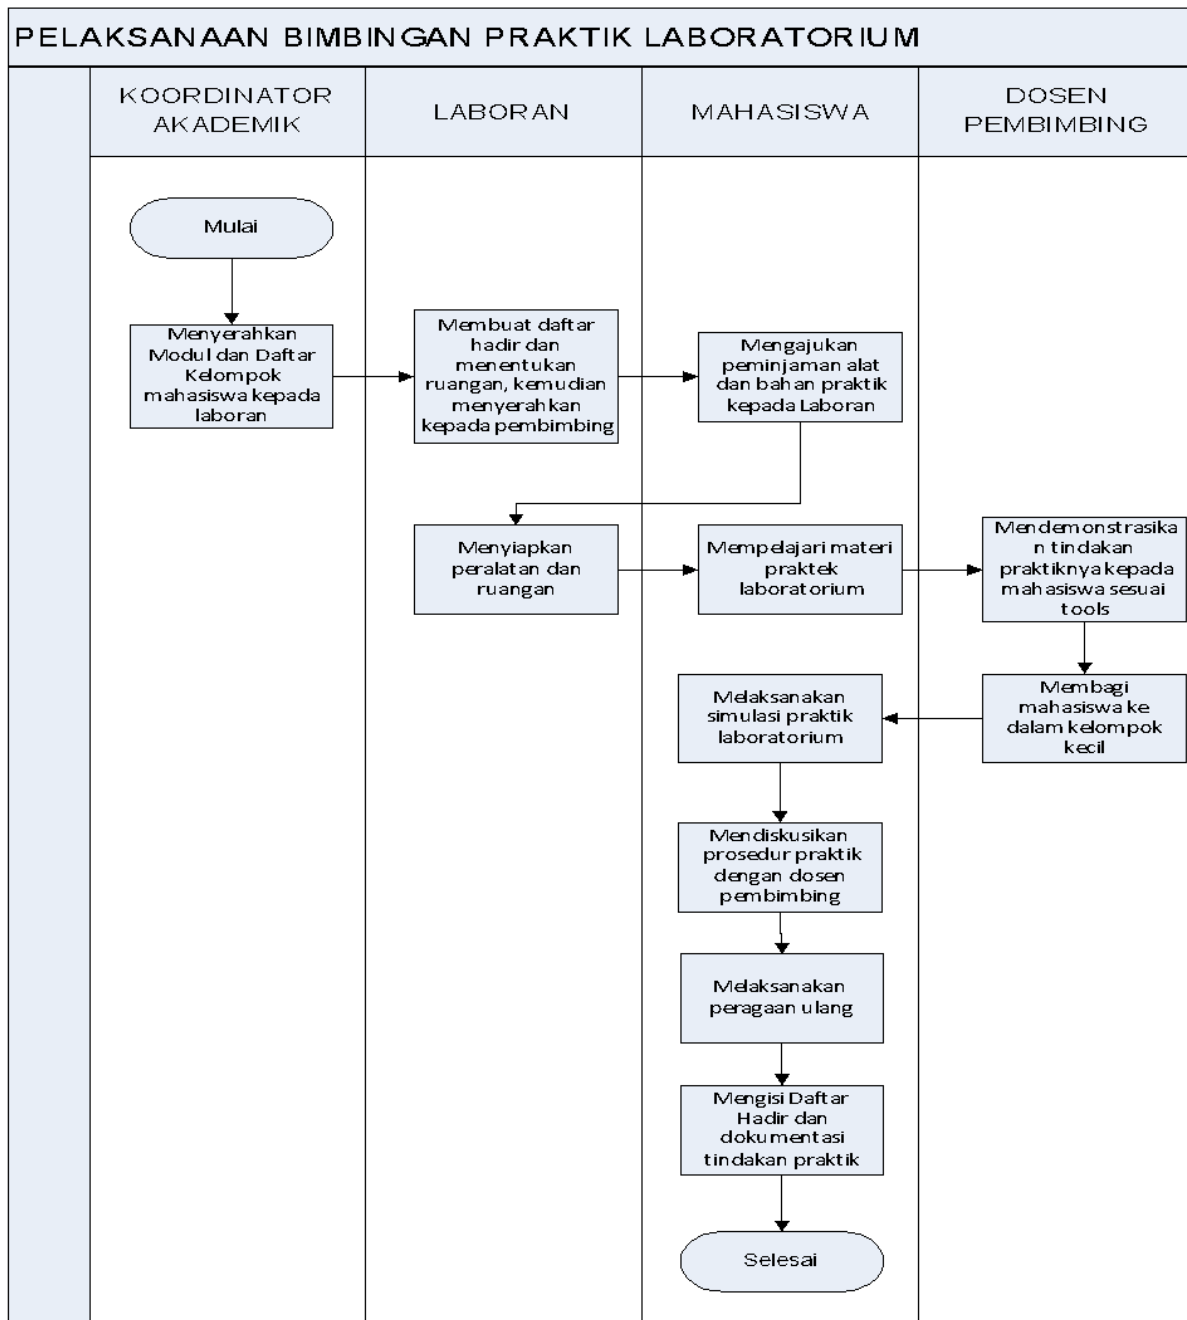 PELAKSANAAN BIMBINGAN PRAKTIK LABORATORIUM
KOORDINATOR
AKADEMIK
LABORAN
MAHASISWA
DOSEN
PEMBIMBING
Mulai
Menyerahkan
Modul dan Daftar
Kelompok
mahasiswa kepada
laboran
Membuat daftar
hadir dan
menentukan
ruangan, kemudian
menyerahkan
kepada pembimbing
Mengajukan
peminjaman alat
dan bahan praktik
kepada Laboran
Menyiapkan
peralatan dan
ruangan
Mempelajari materi
praktek
laboratorium
Mendemonstrasika
n tindakan
praktiknya kepada
mahasiswa sesuai
tools
Membagi
mahasiswa ke
dalam kelompok
kecil
Melaksanakan
simulasi praktik
laboratorium
Mendiskusikan
prosedur praktik
dengan dosen
pembimbing
Melaksanakan
peragaan ulang
Mengisi Daftar
Hadir dan
dokumentasi
tindakan praktik
Selesai